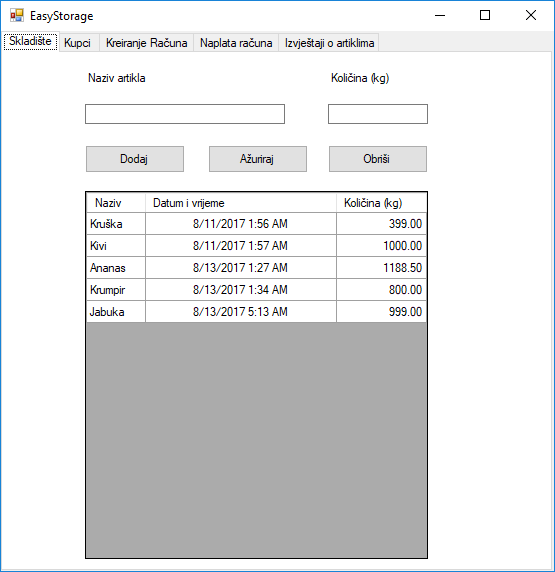 EasyStorage
Skladište Kupci Kreiranje Računa Naplata računa Izvještaji o artiklima
Naziv artikla Količina (kg)
Dodaj Ažuriraj Obriši
Naziv Datum i vrijeme Količina (kg)
Kruška 8/11/2017 1:56 AM 399.00
Kivi 8/11/2017 1:57 AM 1000.00
Ananas 8/13/2017 1:27 AM 1188.50
Krumpir 8/13/2017 1:34 AM 800.00
Jabuka 8/13/2017 5:13 AM 999.00